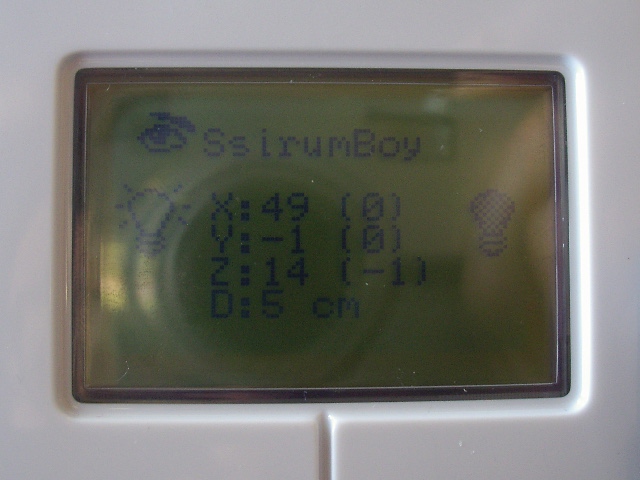 SsirumBoy
X:49 (0)
Y:-1 (0)
Z:14 (-1)
D:5 cm